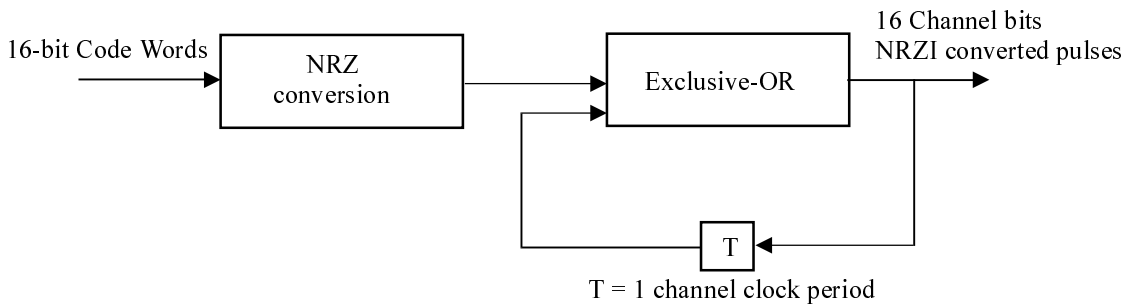 16-bit Code Words
NRZ
conversion
Exclusive-OR
16 Channel bits
NRZI converted pulses
T
T = 1 channel clock period